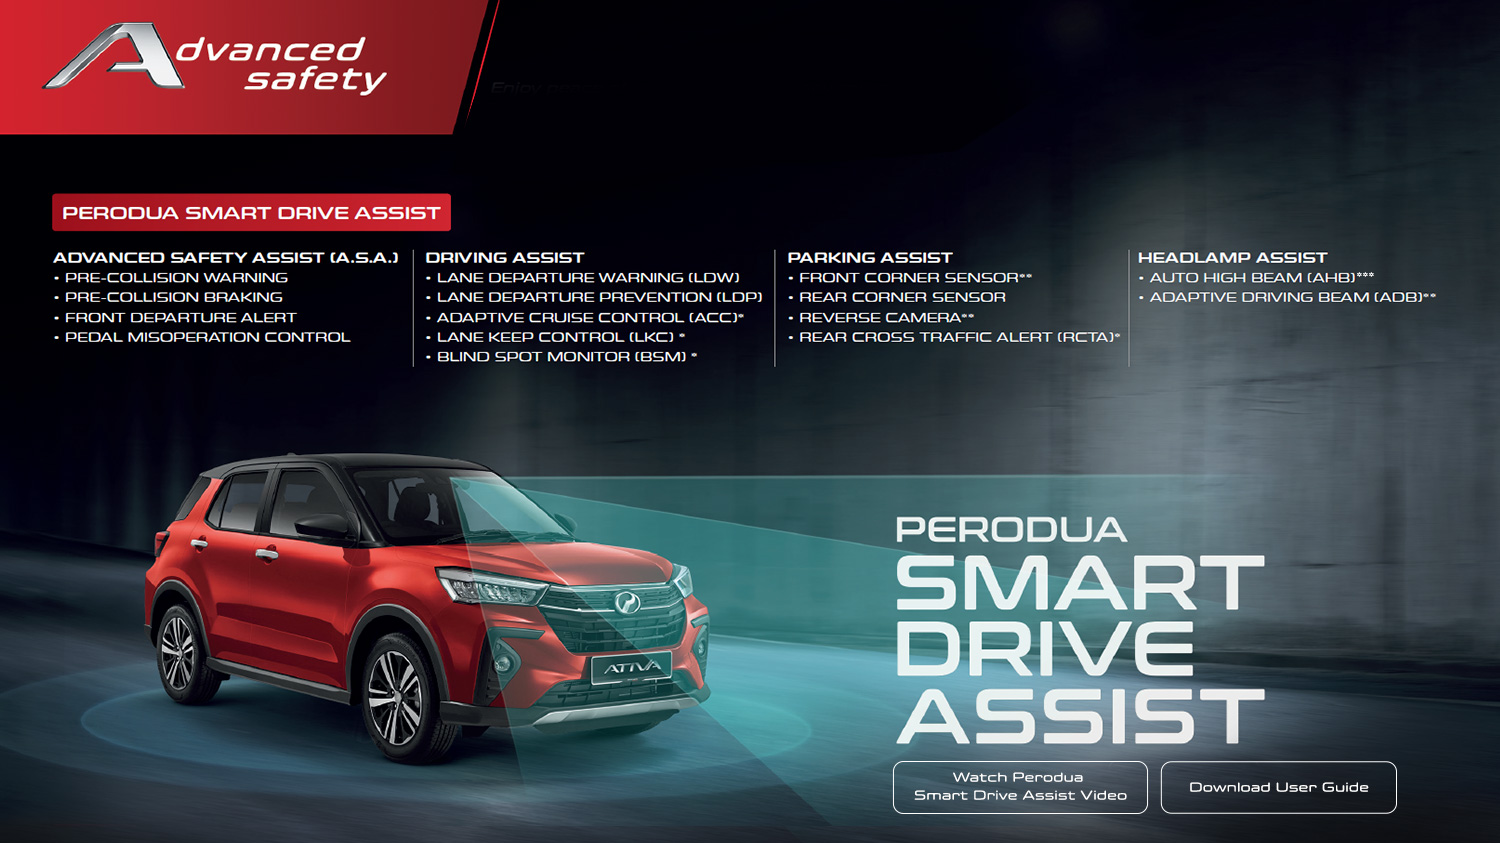 Advanced
safety
Enjoy
PERODUA SMART DRIVE ASSIST
ADVANCED SAFETY ASSIST (A.S.A.)
• PRE-COLLISION WARNING
• PRE-COLLISION BRAKING
• FRONT DEPARTURE ALERT
• PEDAL MISOPERATION CONTROL
DRIVING ASSIST
• LANE DEPARTURE WARNING (LDW)
• LANE DEPARTURE PREVENTION (LDP)
• ADAPTIVE CRUISE CONTROL (ACC)*
• LANE KEEP CONTROL (LKC) *
• BLIND SPOT MONITOR (BSM) *
PARKING ASSIST
• FRONT CORNER SENSOR**
• REAR CORNER SENSOR
• REVERSE CAMERA**
• REAR CROSS TRAFFIC ALERT (RCTA)*
HEADLAMP ASSIST
• AUTO HIGH BEAM (AHB)***
• ADAPTIVE DRIVING BEAM (ADB)**
ATIVA
PERODUA
SMART
DRIVE
ASSIST
Watch Perodua
Smart Drive Assist Video
Download User Guide